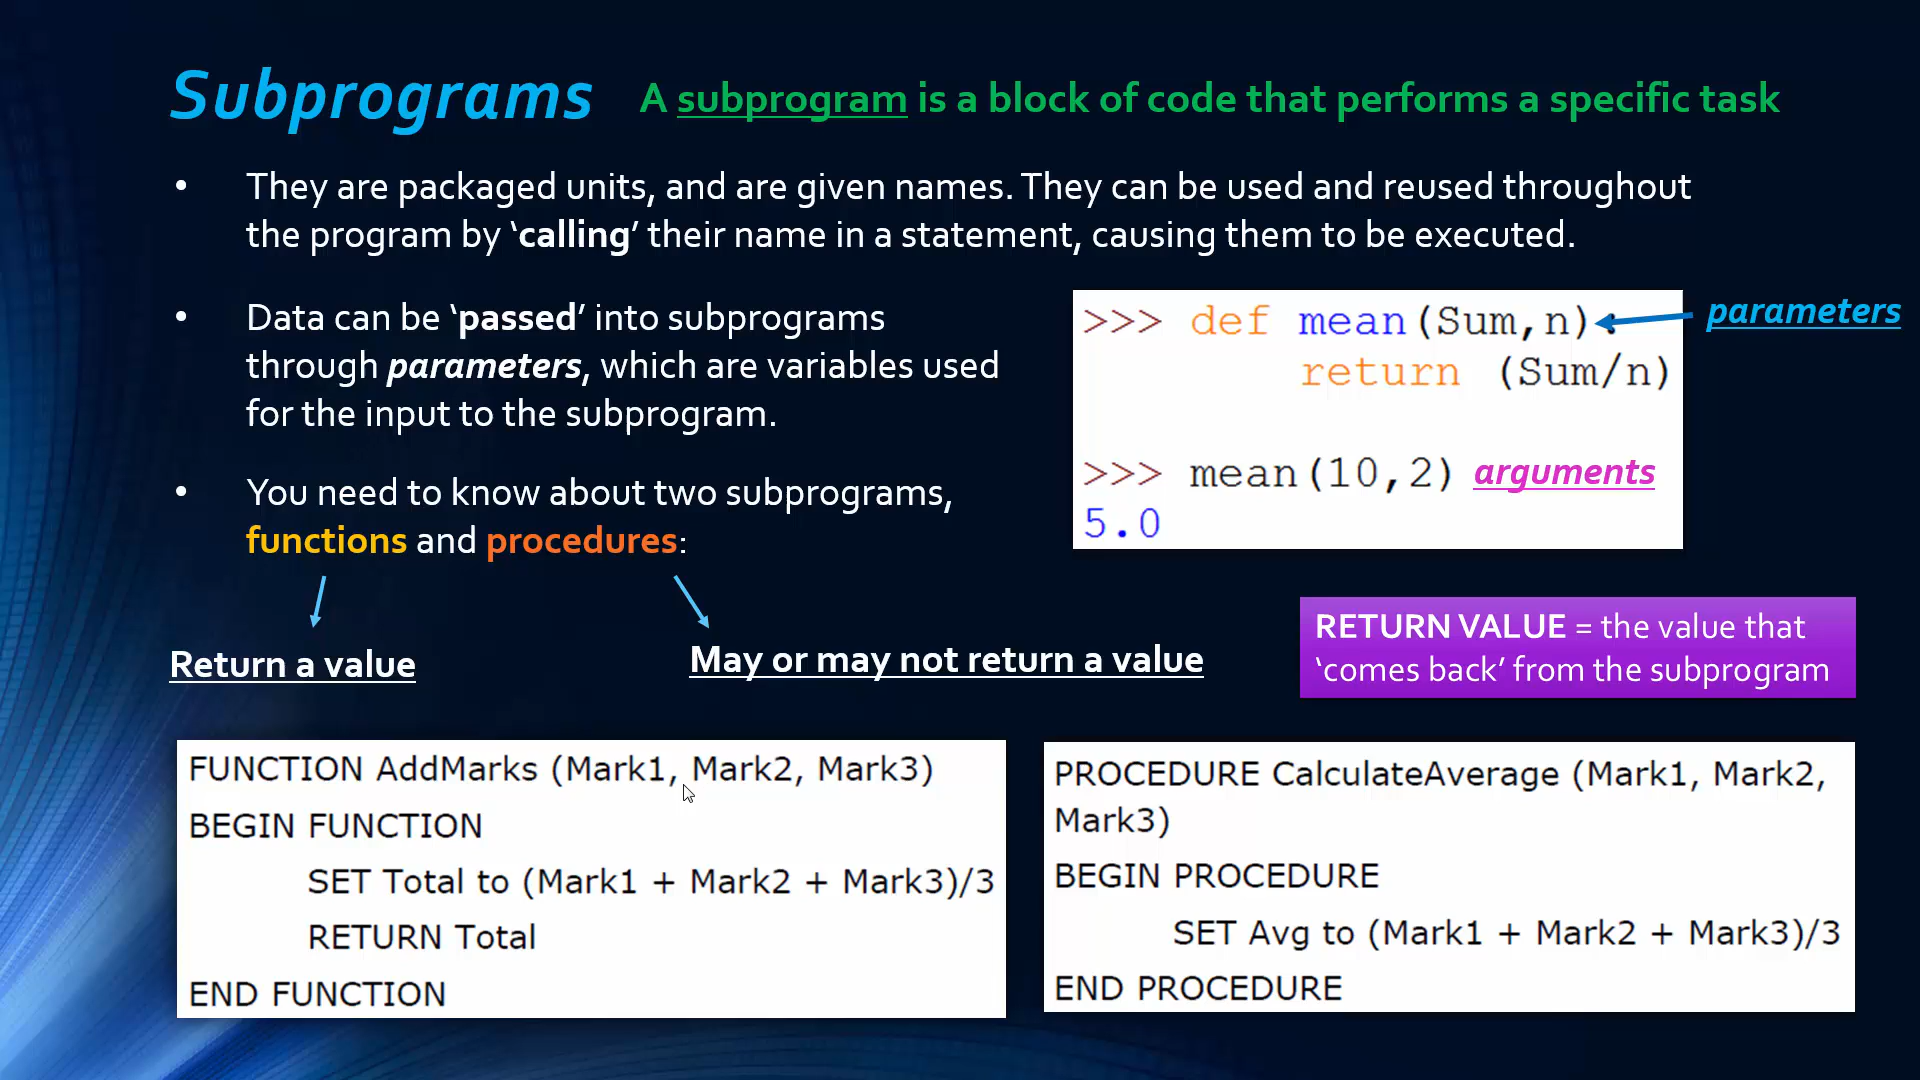 Subprograms
A subprogram is a block of code that performs a specific task
• They are packaged units, and are given names. They can be used and reused throughout
the program by ‘calling’ their name in a statement, causing them to be executed.
• Data can be ‘passed’ into subprograms
through parameters, which are variables used
for the input to the subprogram.
>>> def mean(Sum,n):
return (Sum/n)
parameters
>>> mean(10,2) arguments
5.0
• You need to know about two subprograms,
functions and procedures:
Return a value
May or may not return a value
RETURN VALUE = the value that
‘comes back’ from the subprogram
FUNCTION AddMarks (Mark1, Mark2, Mark3)
BEGIN FUNCTION
SET Total to (Mark1 + Mark2 + Mark3)/3
RETURN Total
END FUNCTION
PROCEDURE CalculateAverage (Mark1, Mark2,
Mark3)
BEGIN PROCEDURE
SET Avg to (Mark1 + Mark2 + Mark3)/3
END PROCEDURE